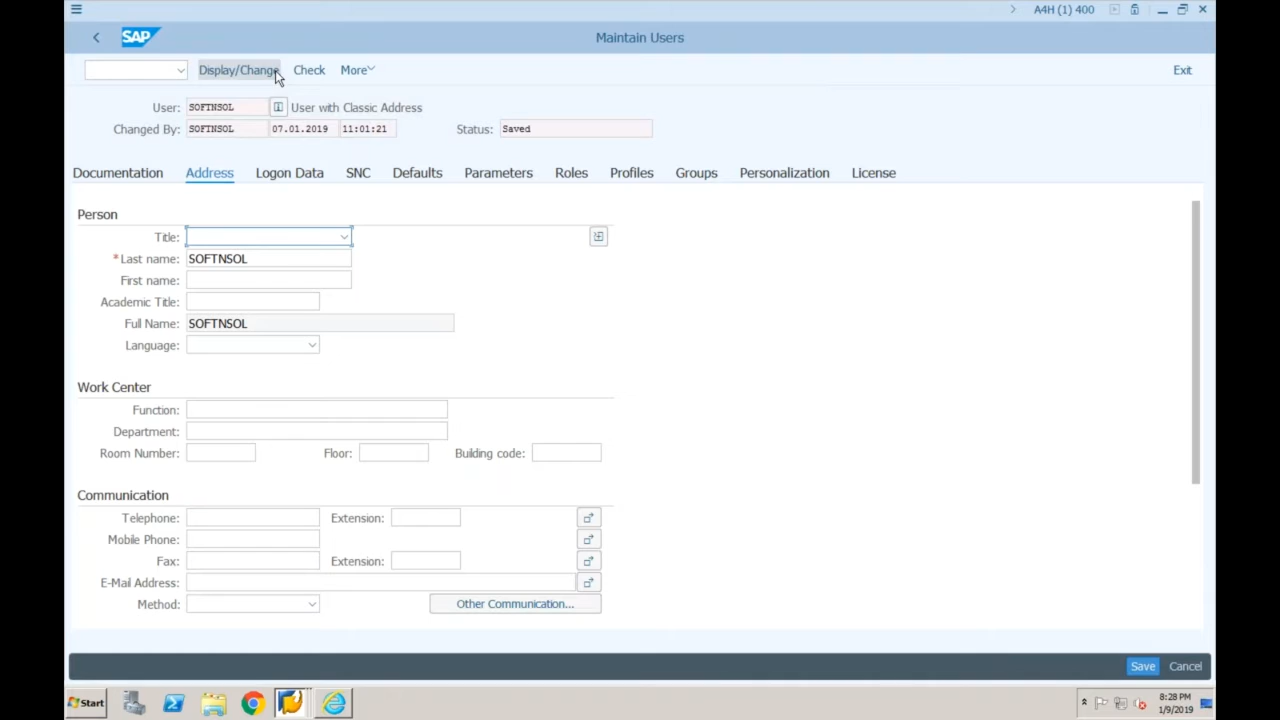 A4H (1) 400
SAP
Maintain Users
Display/Change
Check
More
Exit
User: SOFTNSOL User with Classic Address
Changed By: SOFTNSOL 07.01.2019 11:01:21 Status: Saved
Documentation Address Logon Data SNC Defaults Parameters Roles Profiles Groups Personalization License
Person
Title:
*Last name: SOFTNSOL
First name:
Academic Title:
Full Name: SOFTNSOL
Language:
Work Center
Function:
Department:
Room Number: Floor: Building code:
Communication
Telephone: Extension:
Mobile Phone:
Fax: Extension:
E-Mail Address:
Method: Other Communication...
Save Cancel
Start
8:28 PM
1/9/2019